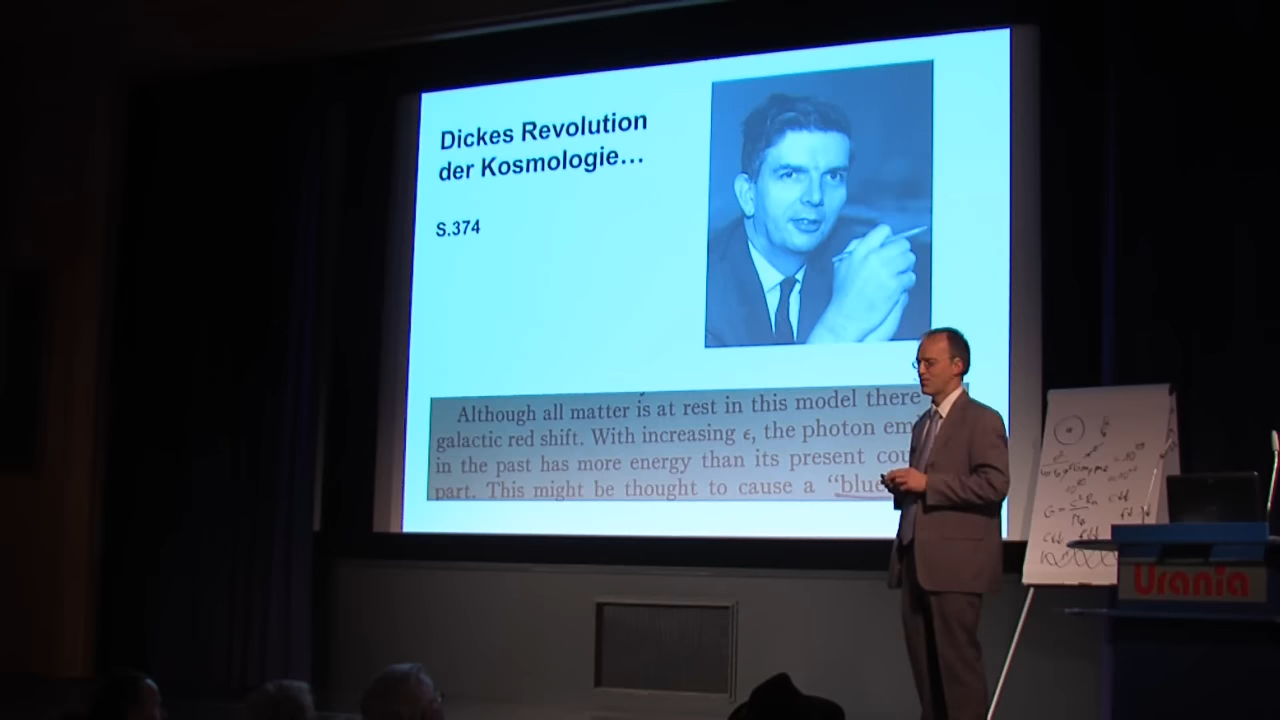 Dickes Revolution
der Kosmologie...
S.374
Although all matter is at rest in this model there
galactic red shift. With increasing ϵ, the photon em
in the past has more energy than its present cou
part. This might be thought to cause a “blue
Urania